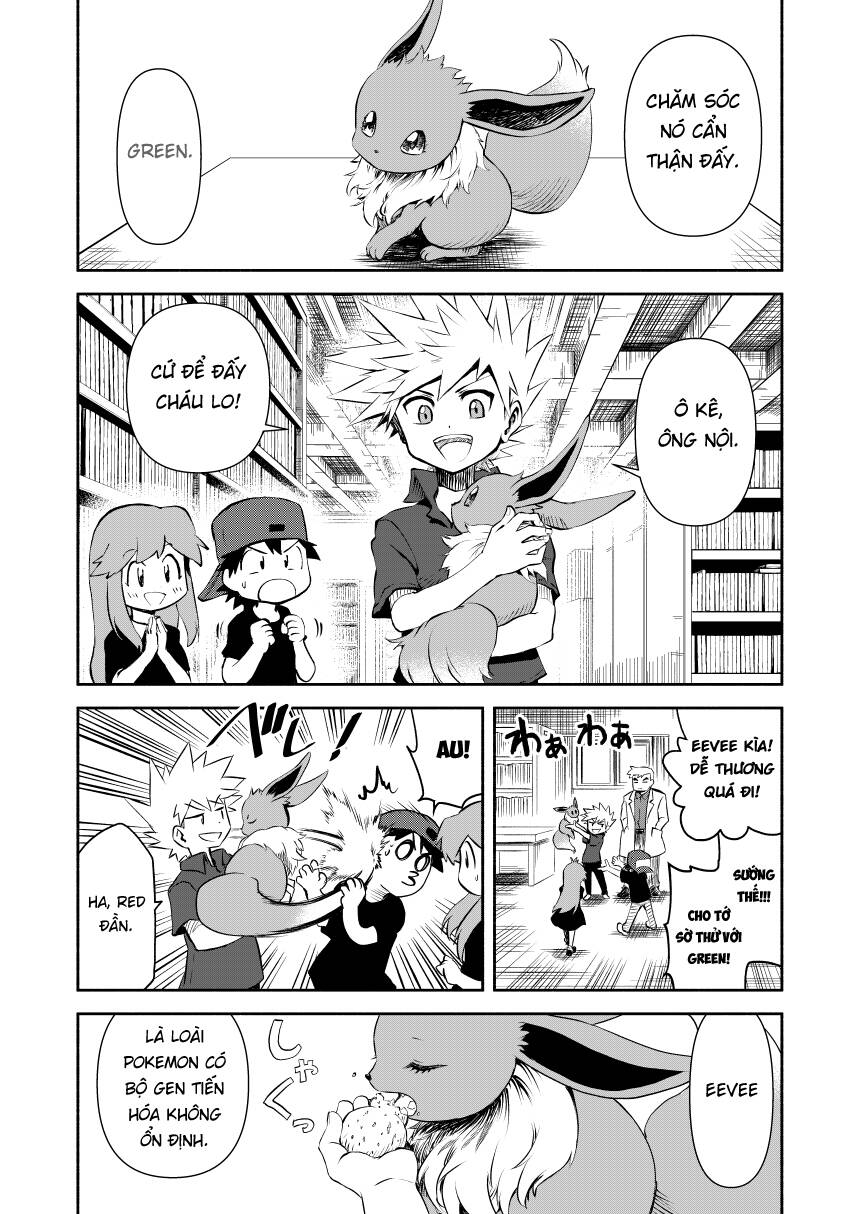 CHĂM SÓC
NÓ CẨN
THẬN ĐẤY.
GREEN.
Ô KÊ,
ÔNG NỘI.
CỨ ĐỂ ĐẤY
CHÁU LO!
EEVEE KÌA!
DỄ THƯƠNG
QUÁ ĐI!
わぁわぁ
SƯỚNG
THẾ!!!
CHO TỚ
SỜ THỬ VỚI
GREEN!
AU!
ベシ!
HA, RED
ĐẦN.
EEVEE
しゃくっ
LÀ LOÀI
POKEMON CÓ
BỘ GEN TIẾN
HÓA KHÔNG
ỔN ĐỊNH.